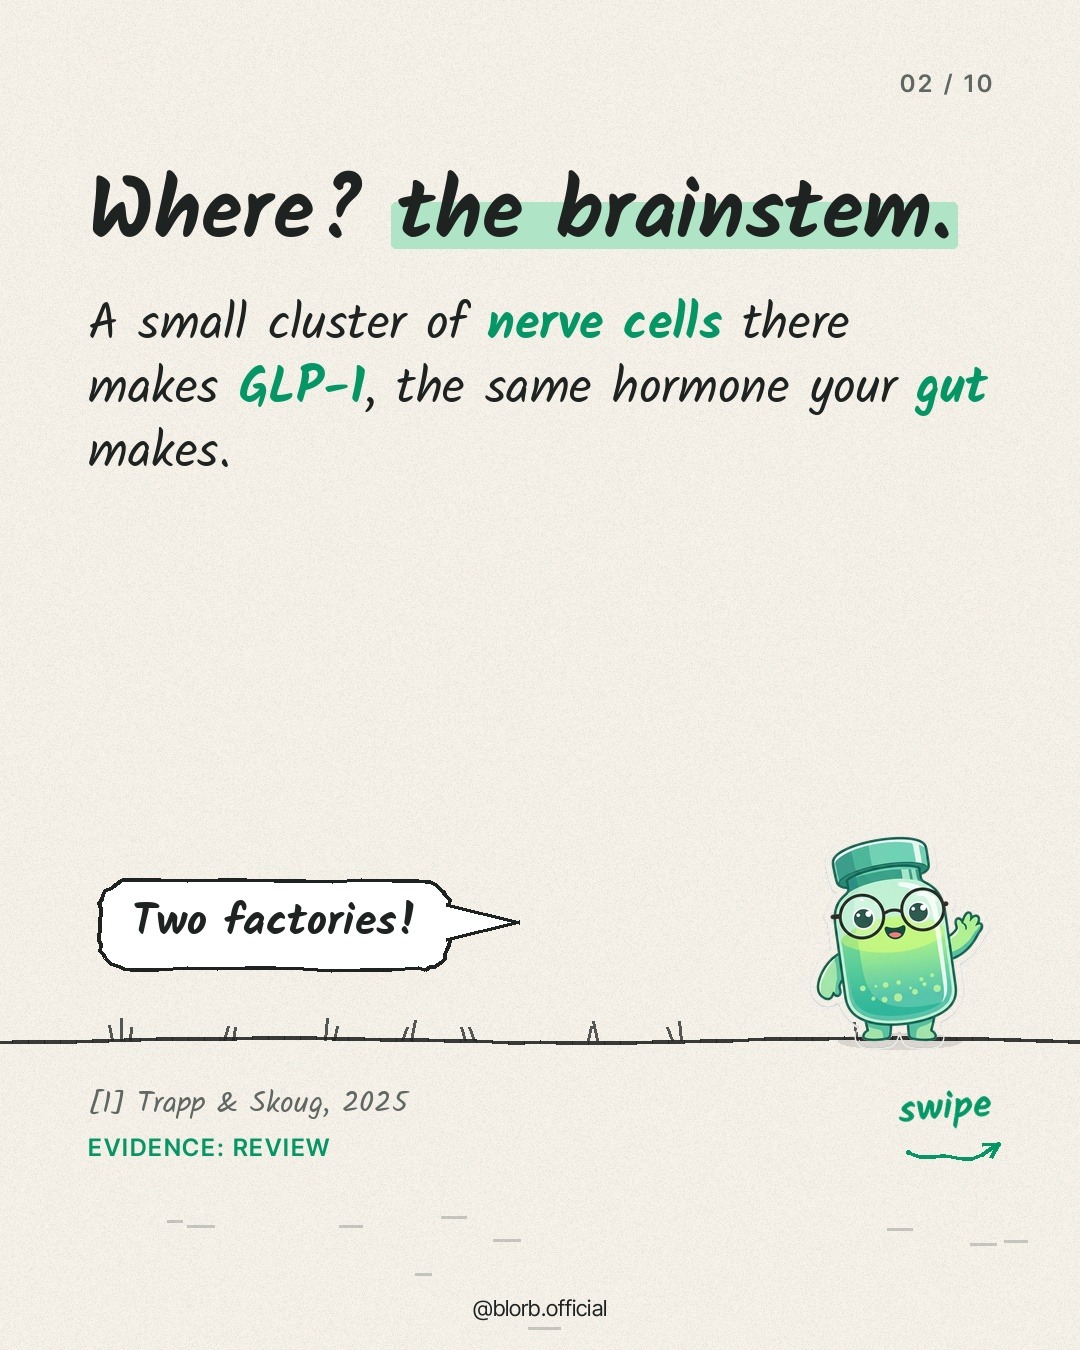 02 / 10
Where? the brainstem.
A small cluster of nerve cells there
makes GLP-1, the same hormone your gut
makes.
Two factories!
[1] Trapp & Skoug, 2025
EVIDENCE: REVIEW
swipe
@blorb.official